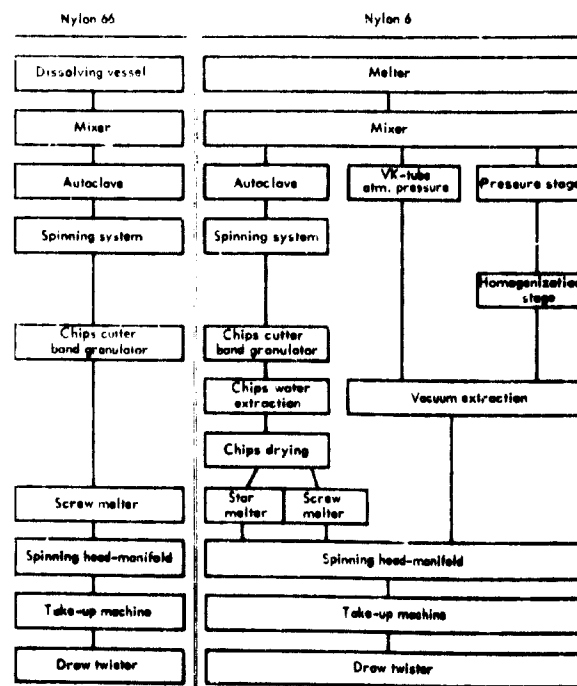 Nylon 66
Nylon 6
Dissolving vessel
Melter
Mixer
Mixer
Autoclave
Autoclave
VK-tube
atm. pressure
Pressure stage
Spinning system
Spinning system
Homogenization
stage
Chips cutter
band granulator
Chips cutter
band granulator
Chips water
extraction
Vacuum extraction
Chips drying
Screw melter
Star
melter
Screw
melter
Spinning head-manifold
Spinning head-manifold
Take-up machine
Take-up machine
Draw twister
Draw twister